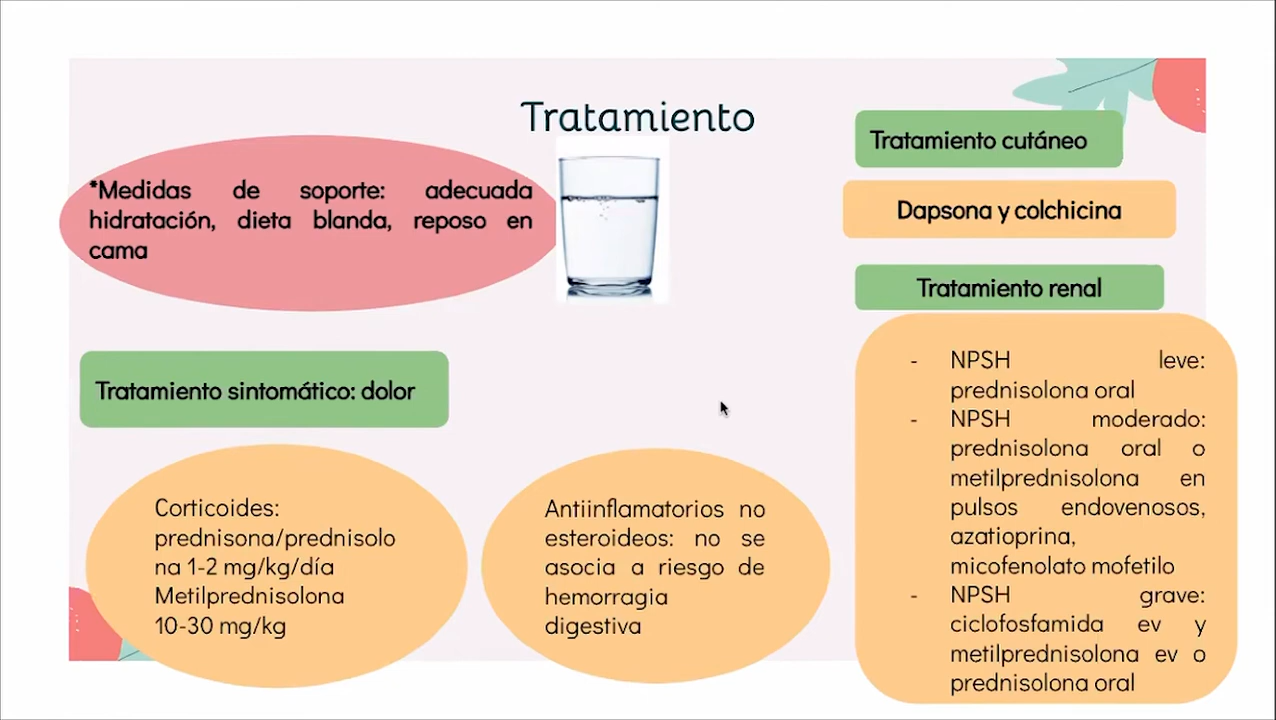 Tratamiento
*Medidas de soporte: adecuada
hidratación, dieta blanda, reposo en
cama
Tratamiento sintomático: dolor
Corticoides:
prednisona/prednisolo
na 1-2 mg/kg/día
Metilprednisolona
10-30 mg/kg
Antiinflamatorios no
esteroideos: no se
asocia a riesgo de
hemorragia
digestiva
Tratamiento cutáneo
Dapsona y colchicina
Tratamiento renal
- NPSH leve:
prednisolona oral
- NPSH moderado:
prednisolona oral o
metilprednisolona en
pulsos endovenosos,
azatioprina,
micofenolato mofetilo
- NPSH grave:
ciclofosfamida ev y
metilprednisolona ev o
prednisolona oral